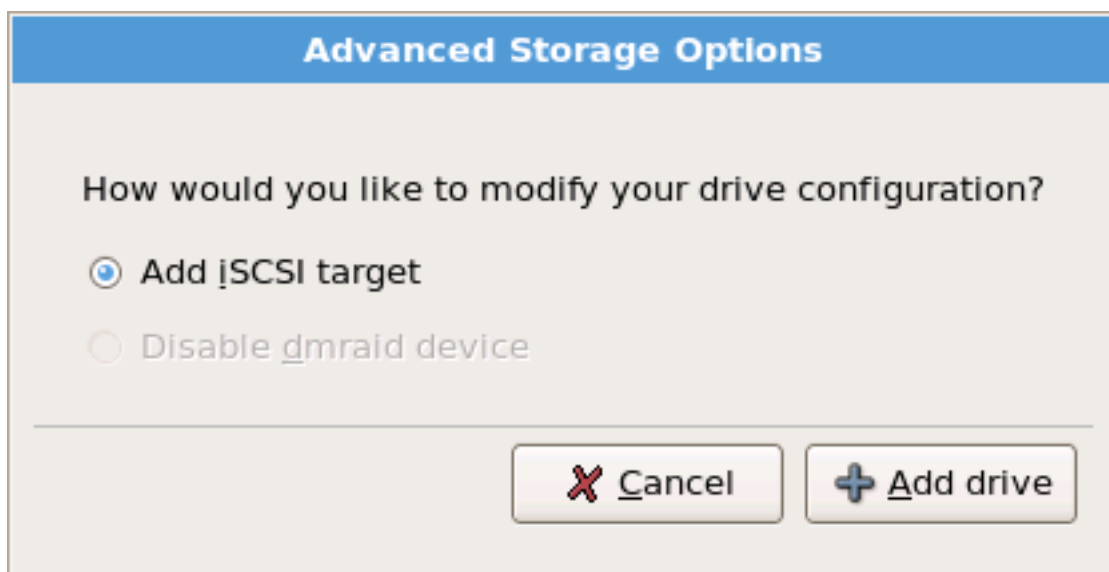 Advanced Storage Options
How would you like to modify your drive configuration?
Add iSCSI target
Disable dmraid device
Cancel
Add drive